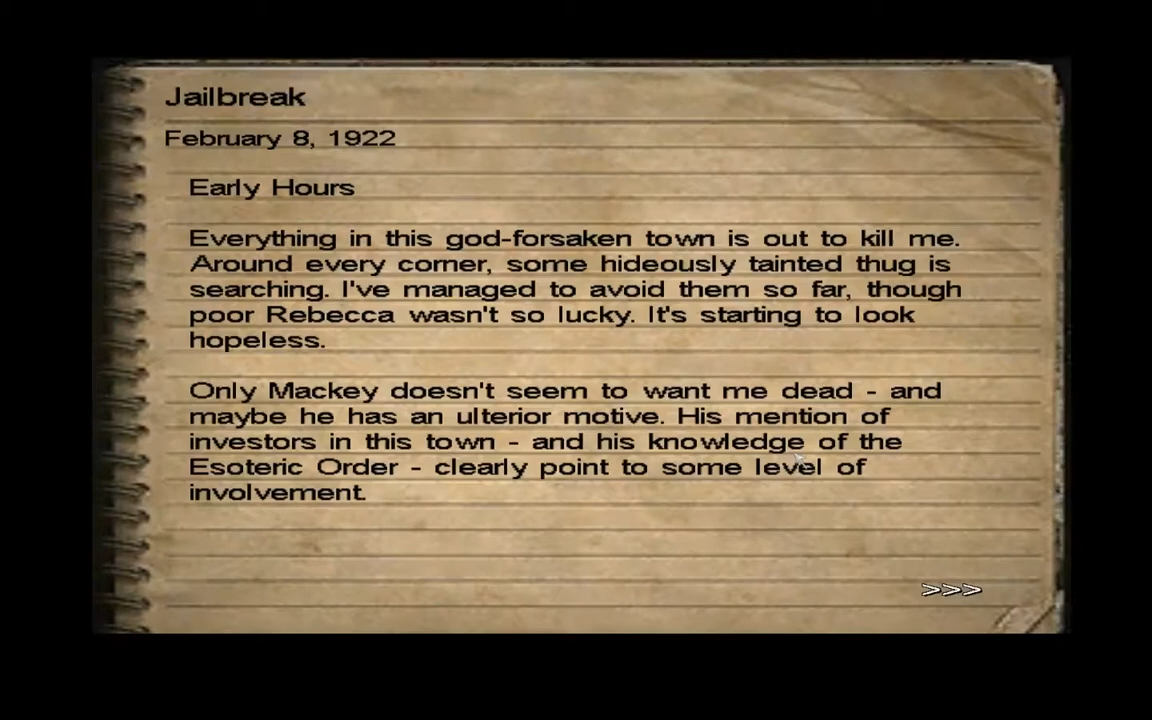 Jailbreak
February 8, 1922
Early Hours
Everything in this god-forsaken town is out to kill me.
Around every corner, some hideously tainted thug is
searching. I've managed to avoid them so far, though
poor Rebecca wasn't so lucky. It's starting to look
hopeless.
Only Mackey doesn't seem to want me dead - and
maybe he has an ulterior motive. His mention of
investors in this town - and his knowledge of the
Esoteric Order - clearly point to some level of
involvement.
>>>